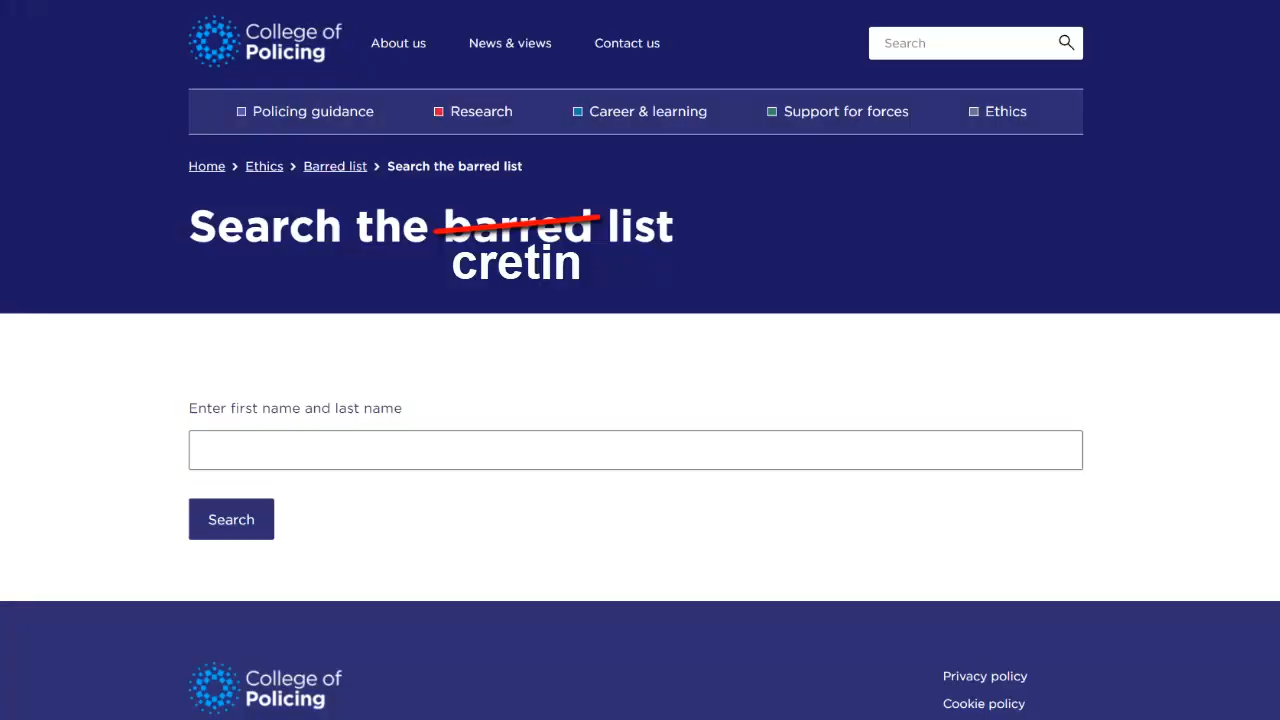 College of
Policing
About us
News & views
Contact us
Search
Policing guidance
Research
Career & learning
Support for forces
Ethics
Home > Ethics > Barred list > Search the barred list
Search the barred list
cretin
Enter first name and last name
Search
College of
Policing
Privacy policy
Cookie policy